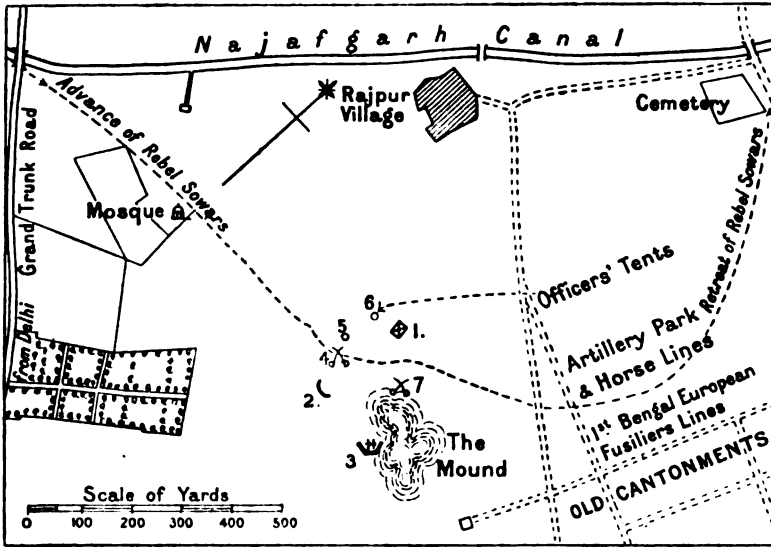 Najafgarh Canal
Advance of Rebel Sowars
Rajpur
Village
Cemetery
Grand Trunk Road
from Delhi
Mosque
Retreat of Rebel Sowars
Officers' Tents
6
5
1.
4.
Artillery Park
& Horse Lines
2.
7
1st Bengal European
Fusiliers Lines
3
The
Mound
OLD CANTONMENTS
Scale of Yards
0 100 200 300 400 500